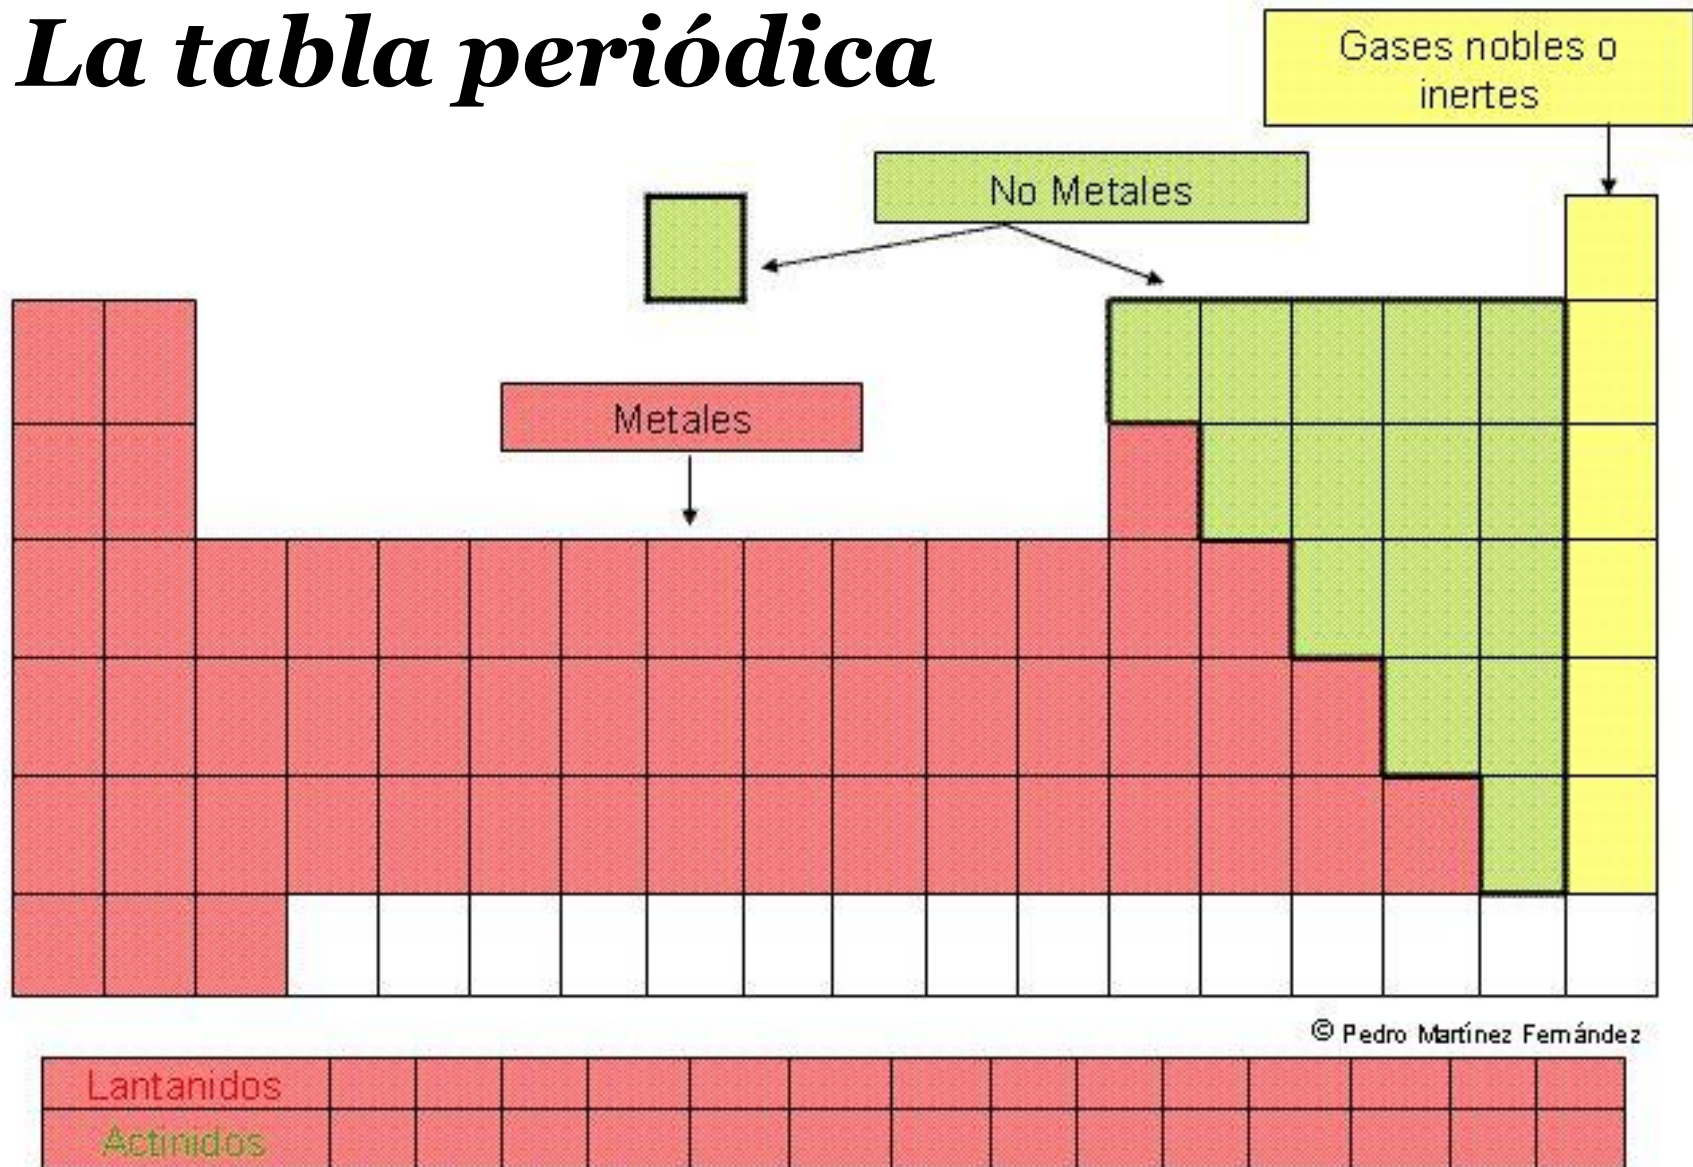 La tabla periódica
Gases nobles o
inertes
No Metales
Metales
© Pedro Martínez Fernández
Lantanidos
Actinidos